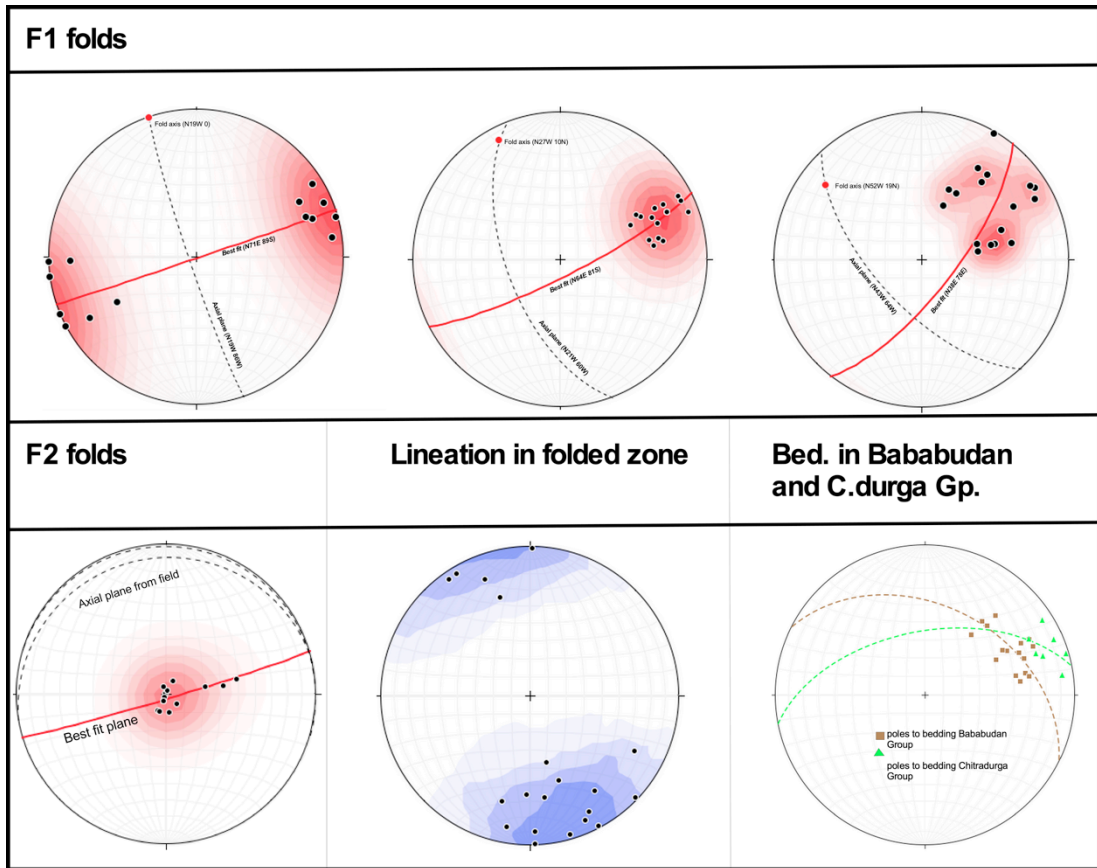 F1 folds
Fold axis (N19W 0)
Best fit (N71E 89S)
Axial plane (N19W 86W)
Fold axis (N27W 10N)
Best fit (N64E 81S)
Axial plane (N21W 60W)
Fold axis (N52W 19N)
Axial plane (N43W 64W)
Best fit (N38E 78E)
F2 folds
Lineation in folded zone
Bed. in Bababudan
and C.durga Gp.
Axial plane from field
Best fit plane
poles to bedding Bababudan
Group
poles to bedding Chitradurga
Group